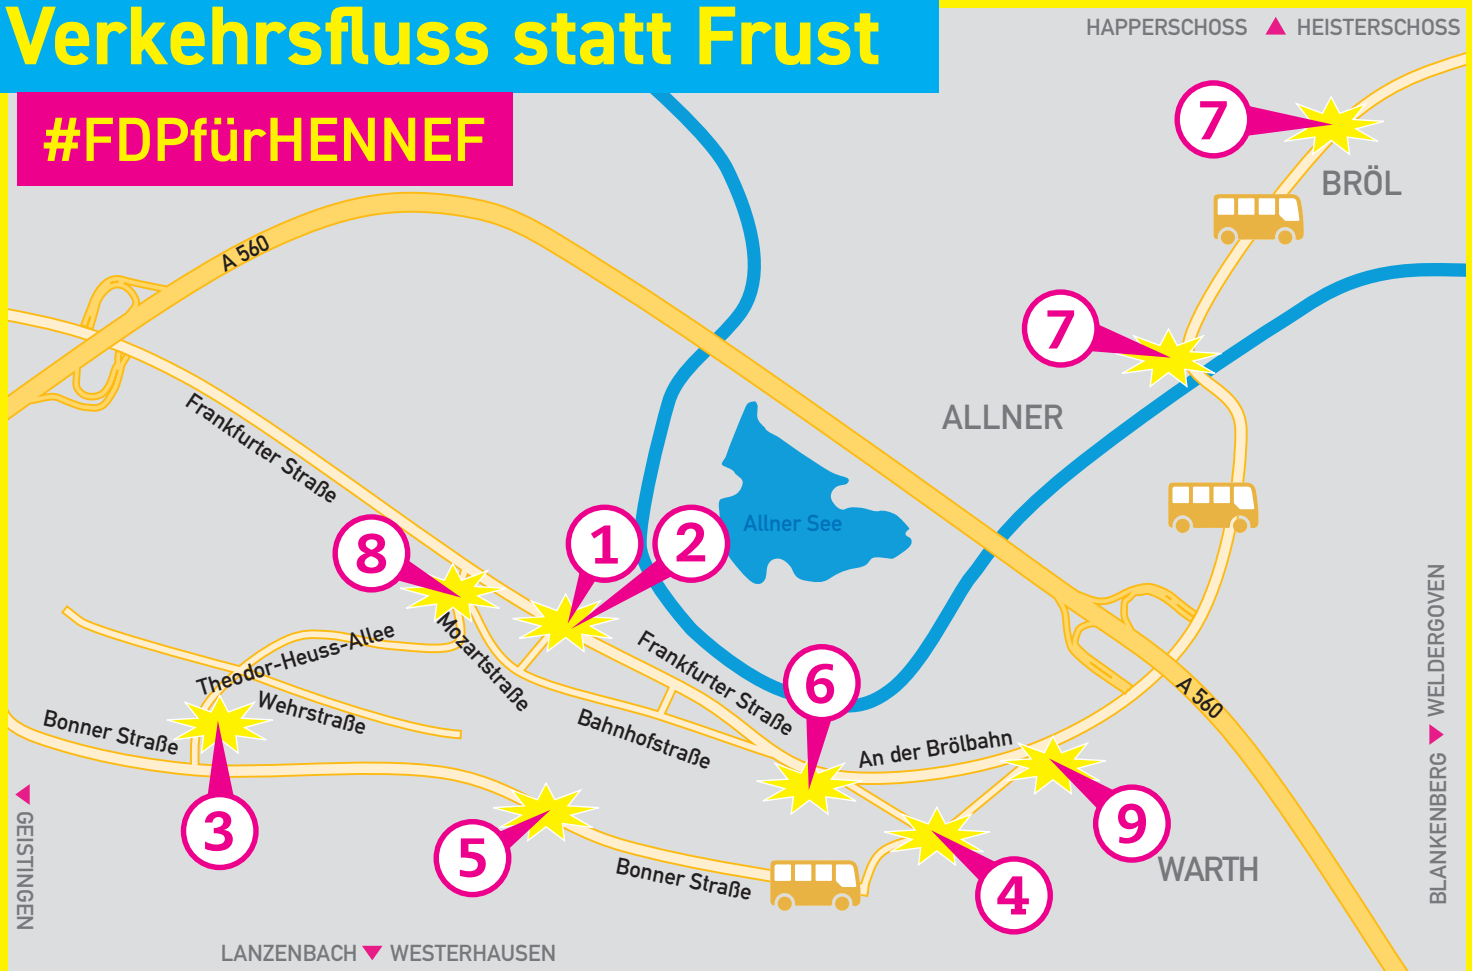 Verkehrsfluss statt Frust
#FDPfürHENNEF
HAPPERSCHOSS ▲ HEISTERSCHOSS
7
BRÖL
A 560
7
ALLNER
Frankfurter Straße
Allner See
8
1
2
Mozartstraße
Theodor-Heuss-Allee
Frankfurter Straße
6
A 560
BLANKENBERG ▼ WELDERGOVEN
Wehrstraße
Bonner Straße
Bahnhofstraße
An der Brölbahn
3
5
9
4
WARTH
Bonner Straße
◀ GEISTINGEN
LANZENBACH ▼ WESTERHAUSEN